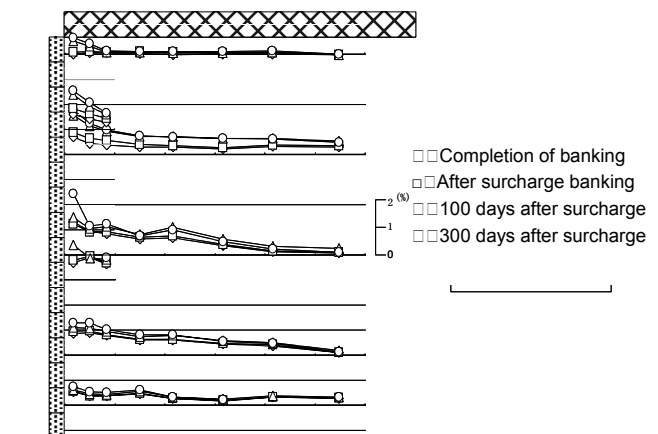 2 (%)
1
0
□□Completion of banking
□□After surcharge banking
□□100 days after surcharge
□□300 days after surcharge